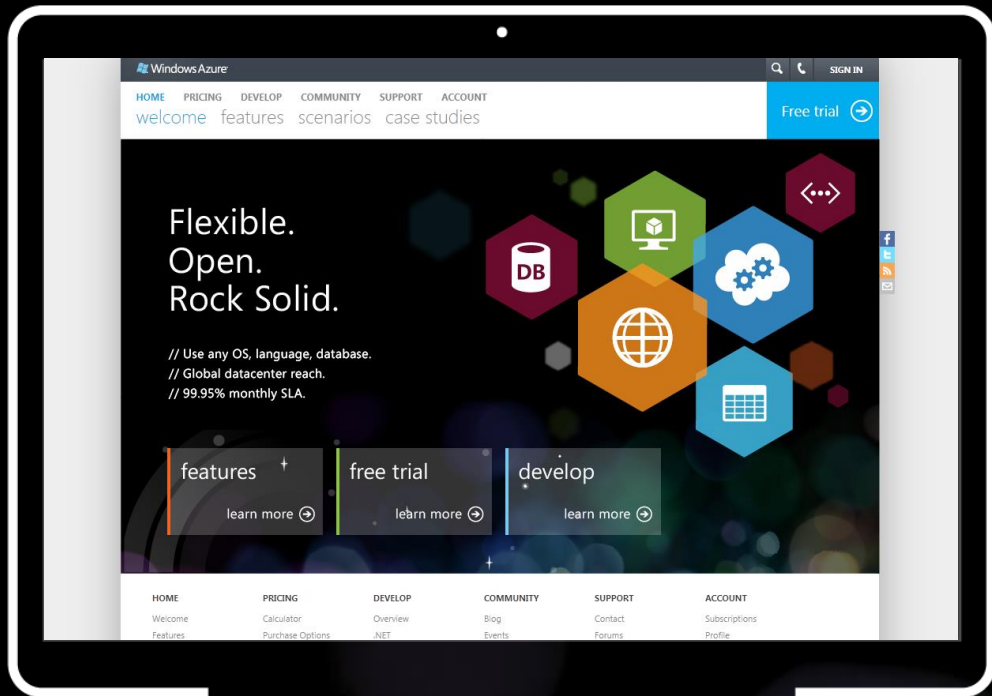 Windows Azure
SIGN IN
HOME PRICING DEVELOP COMMUNITY SUPPORT ACCOUNT
welcome features scenarios case studies
Free trial
Flexible.
Open.
Rock Solid.
DB
// Use any OS, language, database.
// Global datacenter reach.
// 99.95% monthly SLA.
features free trial develop
learn more learn more learn more
HOME PRICING DEVELOP COMMUNITY SUPPORT ACCOUNT
Welcome Calculator Overview Blog Contact Subscriptions
Features Purchase Options .NET Events Forums Profile